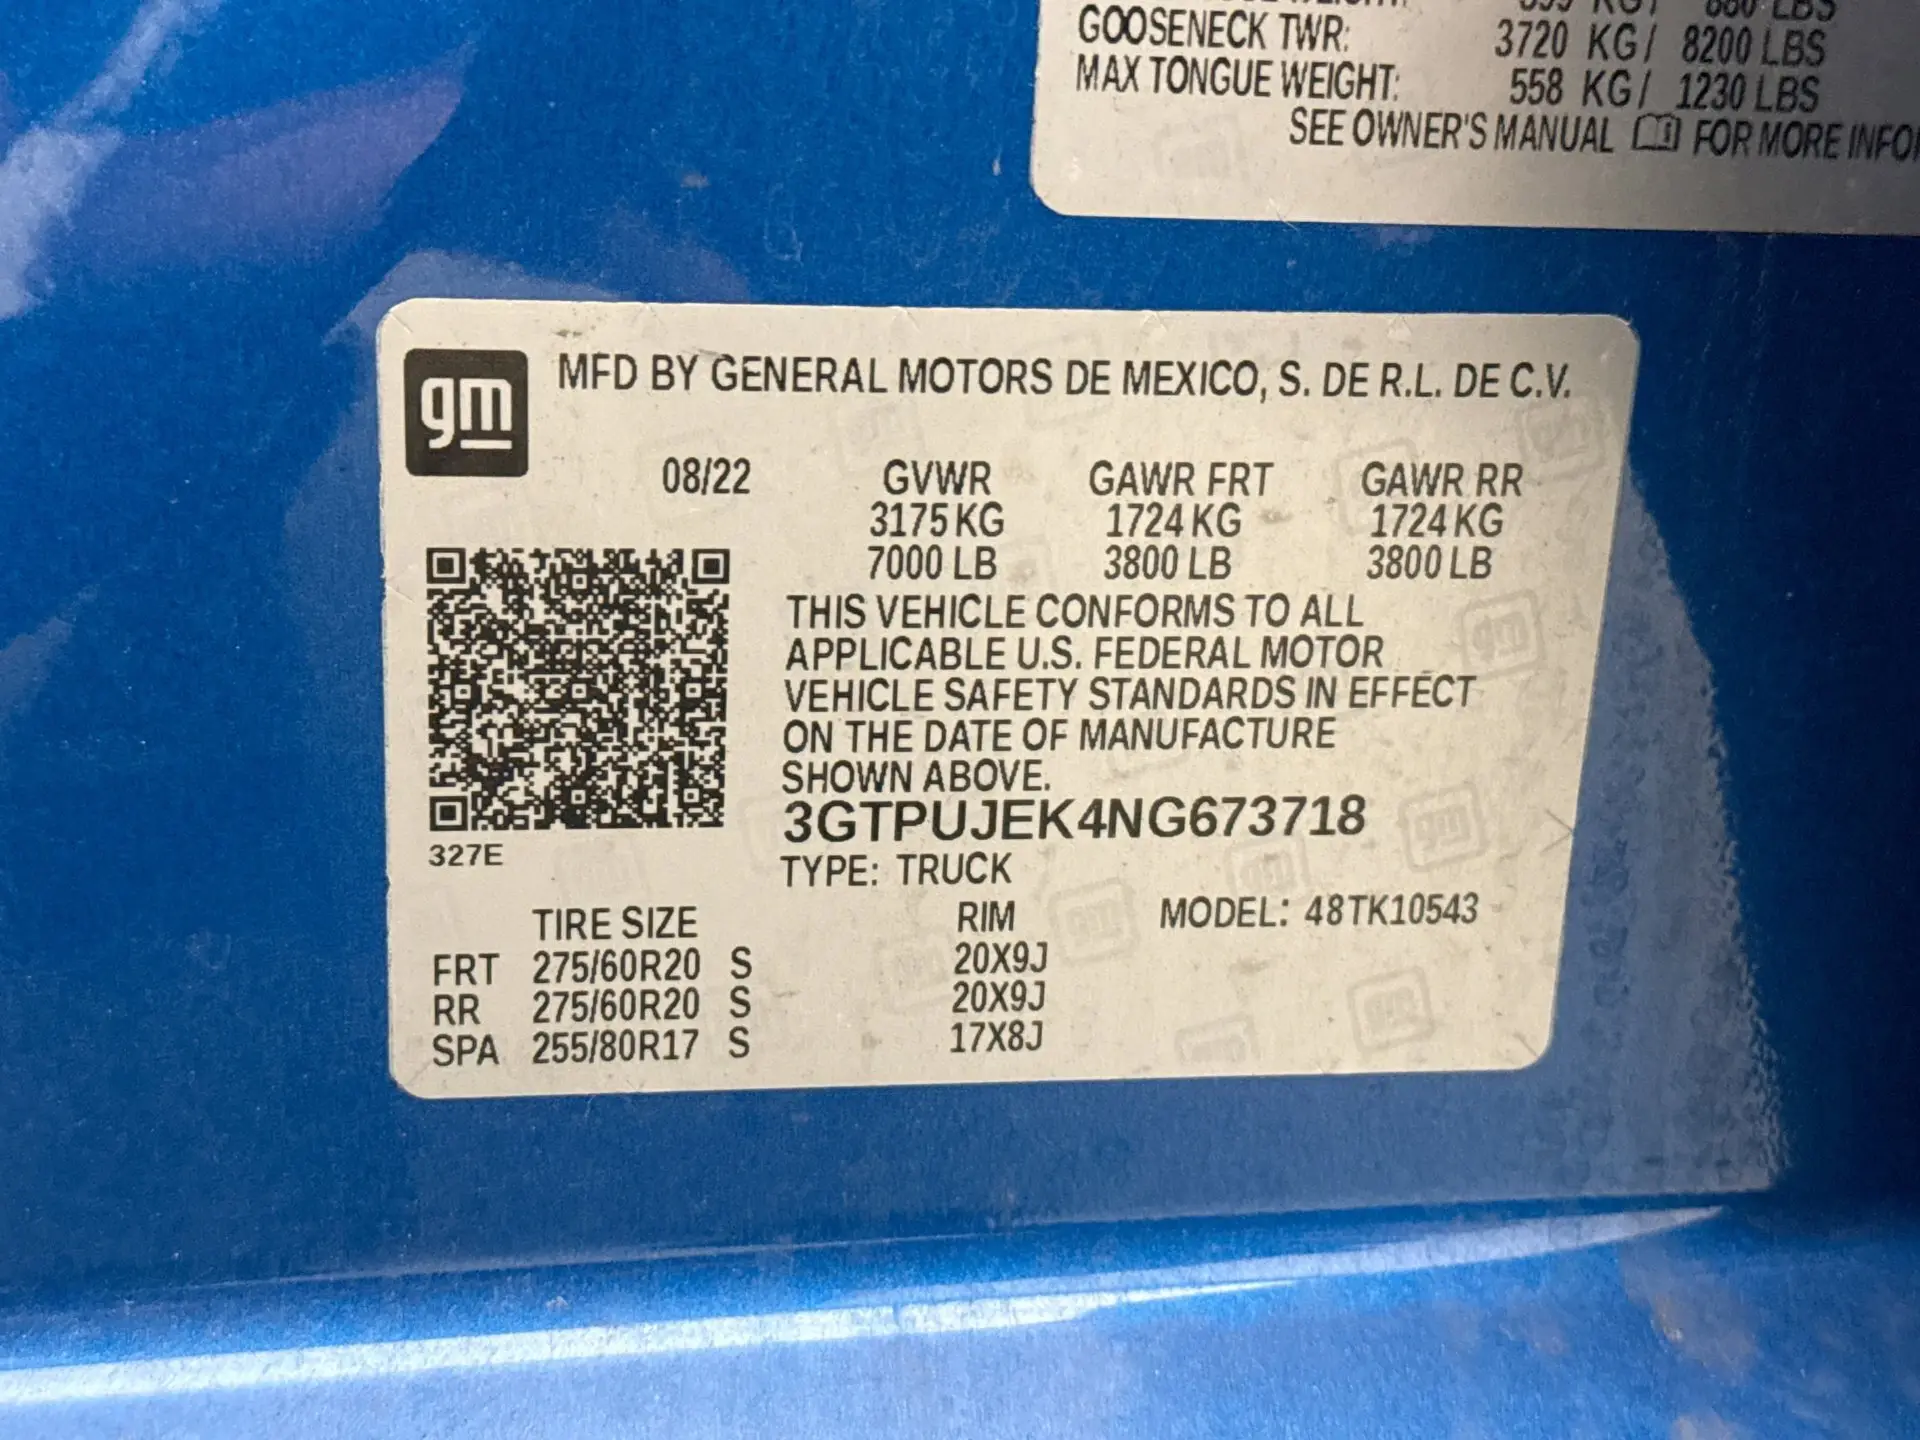 880 LBS
GOOSENECK TWR: 3720 KG/ 8200 LBS
MAX TONGUE WEIGHT: 558 KG/ 1230 LBS
SEE OWNER'S MANUAL FOR MORE INFO
gm
MFD BY GENERAL MOTORS DE MEXICO, S. DE R.L. DE C.V.
08/22 GVWR GAWR FRT GAWR RR
3175 KG 1724 KG 1724 KG
7000 LB 3800 LB 3800 LB
THIS VEHICLE CONFORMS TO ALL
APPLICABLE U.S. FEDERAL MOTOR
VEHICLE SAFETY STANDARDS IN EFFECT
ON THE DATE OF MANUFACTURE
SHOWN ABOVE.
3GTPUJEK4NG673718
327E
TYPE: TRUCK
TIRE SIZE RIM MODEL: 48TK10543
FRT 275/60R20 S 20X9J
RR 275/60R20 S 20X9J
SPA 255/80R17 S 17X8J